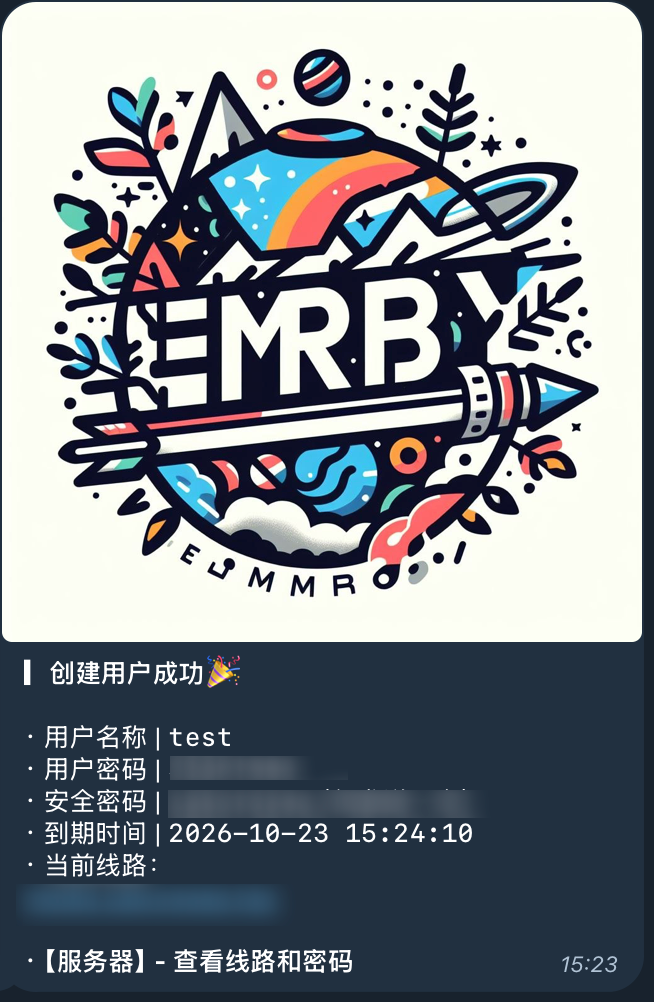 EMRBY
EJMMR
▎创建用户成功🎉
· 用户名称 | test
· 用户密码 |
· 安全密码 |
· 到期时间 | 2026-10-23 15:24:10
· 当前线路：
·【服务器】- 查看线路和密码
15:23